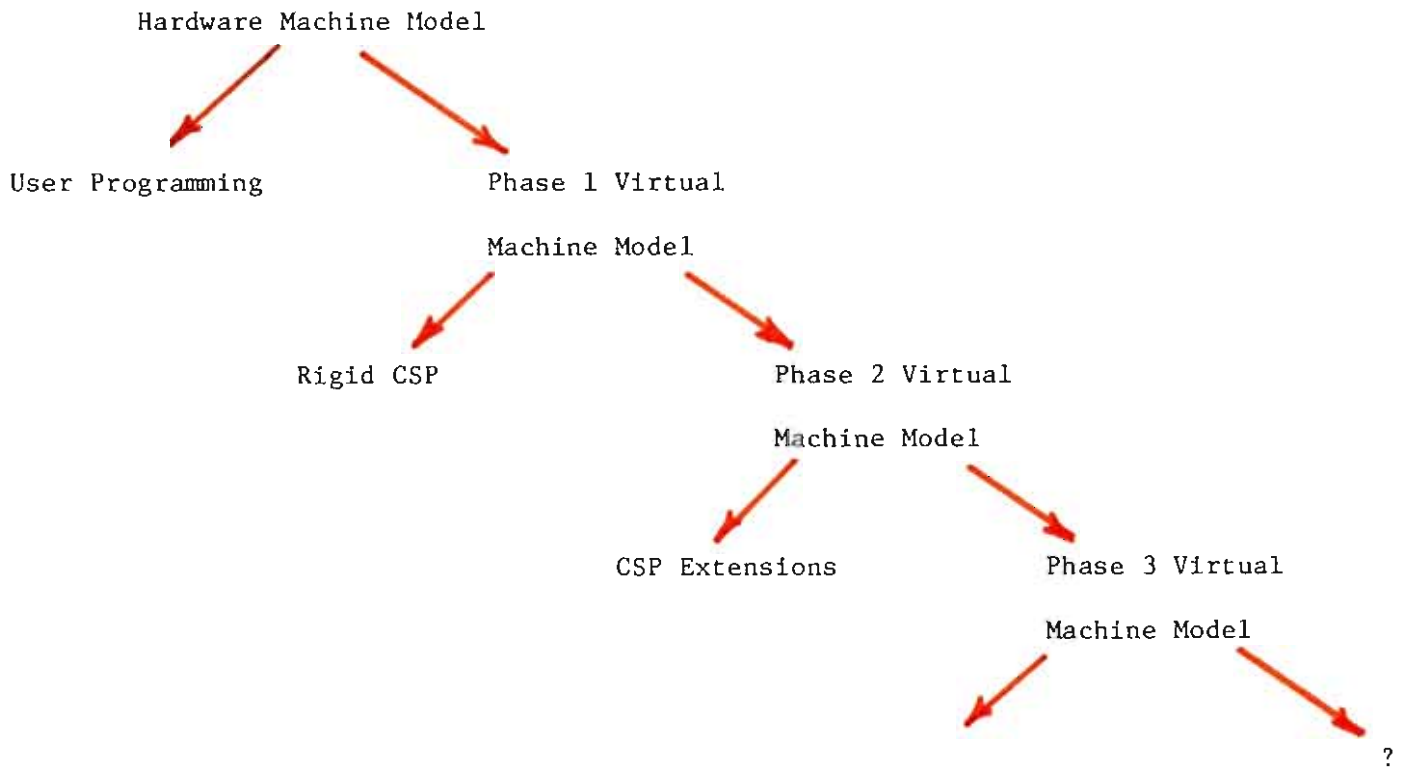 Hardware Machine Model
User Programming
Phase 1 Virtual
Machine Model
Rigid CSP
Phase 2 Virtual
Machine Model
CSP Extensions
Phase 3 Virtual
Machine Model
?